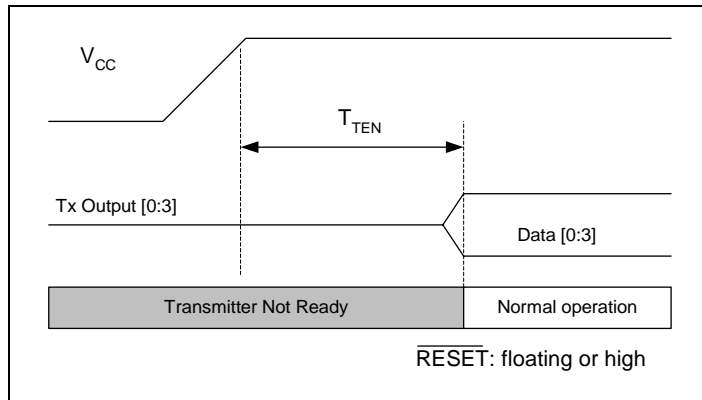 VCC
TTEN
Tx Output [0:3]
Data [0:3]
Transmitter Not Ready
Normal operation
RESET: floating or high